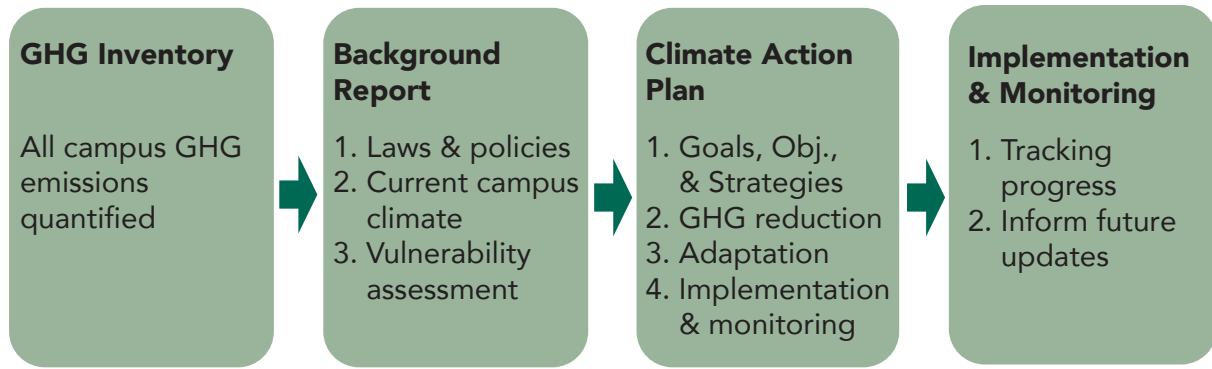 GHG Inventory
All campus GHG
emissions
quantified
Background
Report
1. Laws & policies
2. Current campus
climate
3. Vulnerability
assessment
Climate Action
Plan
1. Goals, Obj.,
& Strategies
2. GHG reduction
3. Adaptation
4. Implementation
& monitoring
Implementation
& Monitoring
1. Tracking
progress
2. Inform future
updates